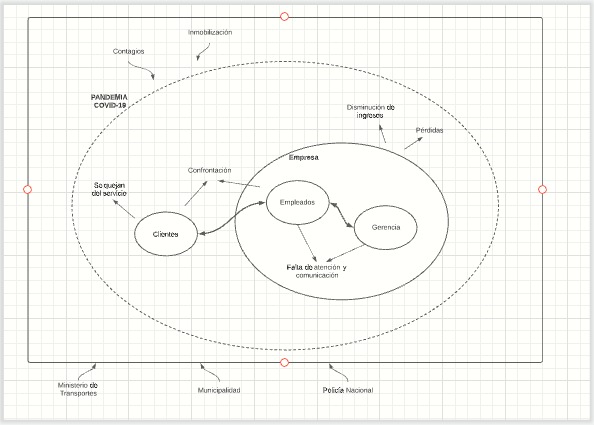 Inmobilización
Contagios
PANDEMIA
COVID-19
Disminución de
ingresos
Pérdidas
Empresa
Confrontación
Se quejan
del servicio
Empleados
Gerencia
Clientes
Falta de atención y
comunicación
Ministerio de
Transportes
Municipalidad
Policía Nacional